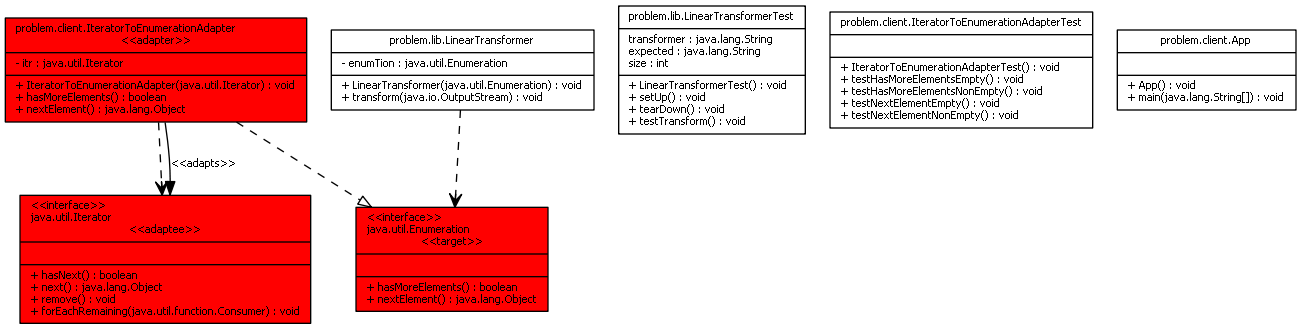 problem.client.IteratorToEnumerationAdapter
<<adapter>>
- itr : java.util.Iterator
+ IteratorToEnumerationAdapter(java.util.Iterator) : void
+ hasMoreElements() : boolean
+ nextElement() : java.lang.Object
problem.lib.LinearTransformer
- enumTion : java.util.Enumeration
+ LinearTransformer(java.util.Enumeration) : void
+ transform(java.io.OutputStream) : void
problem.lib.LinearTransformerTest
transformer : java.lang.String
expected : java.lang.String
size : int
+ LinearTransformerTest() : void
+ setUp() : void
+ tearDown() : void
+ testTransform() : void
problem.client.IteratorToEnumerationAdapterTest
+ IteratorToEnumerationAdapterTest() : void
+ testHasMoreElementsEmpty() : void
+ testHasMoreElementsNonEmpty() : void
+ testNextElementEmpty() : void
+ testNextElementNonEmpty() : void
problem.client.App
+ App() : void
+ main(java.lang.String[]) : void
<<adapts>>
<<interface>>
java.util.Iterator
<<adaptee>>
+ hasNext() : boolean
+ next() : java.lang.Object
+ remove() : void
+ forEachRemaining(java.util.function.Consumer) : void
<<interface>>
java.util.Enumeration
<<target>>
+ hasMoreElements() : boolean
+ nextElement() : java.lang.Object